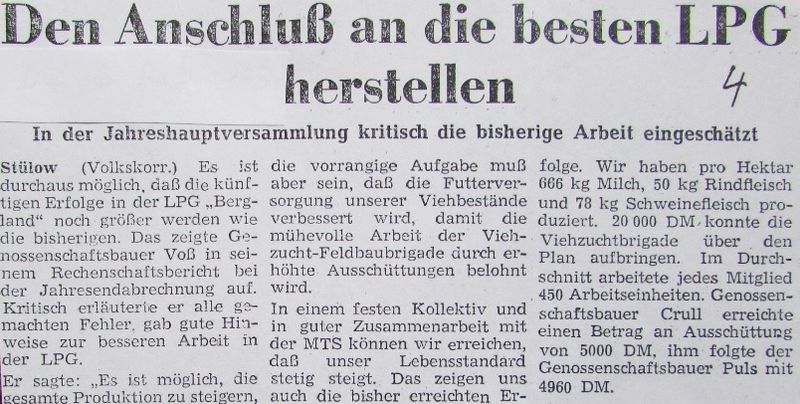 Den Anschluß an die besten LPG
herstellen
4
In der Jahreshauptversammlung kritisch die bisherige Arbeit eingeschätzt
Stülow (Volkskorr.) Es ist
durchaus möglich, daß die künf-
tigen Erfolge in der LPG „Berg-
land“ noch größer werden wie
die bisherigen. Das zeigte Ge-
nossenschaftsbauer Voß in sei-
nem Rechenschaftsbericht bei
der Jahresendabrechnung auf.
Kritisch erläuterte er alle ge-
machten Fehler, gab gute Hin-
weise zur besseren Arbeit in
der LPG.
Er sagte: „Es ist möglich, die
gesamte Produktion zu steigern,
die vorrangige Aufgabe muß
aber sein, daß die Futterver-
sorgung unserer Viehbestände
verbessert wird, damit die
mühevolle Arbeit der Vieh-
zucht-Feldbaubrigade durch er-
höhte Ausschüttungen belohnt
wird.
In einem festen Kollektiv und
in guter Zusammenarbeit mit
der MTS können wir erreichen,
daß unser Lebensstandard
stetig steigt. Das zeigen uns
auch die bisher erreichten Er-
folge. Wir haben pro Hektar
666 kg Milch, 50 kg Rindfleisch
und 78 kg Schweinefleisch pro-
duziert. 20 000 DM konnte die
Viehzuchtbrigade über den
Plan aufbringen. Im Durch-
schnitt arbeitete jedes Mitglied
450 Arbeitseinheiten. Genossen-
schaftsbauer Crull erreichte
einen Betrag an Ausschüttung
von 5000 DM, ihm folgte der
Genossenschaftsbauer Puls mit
4960 DM.